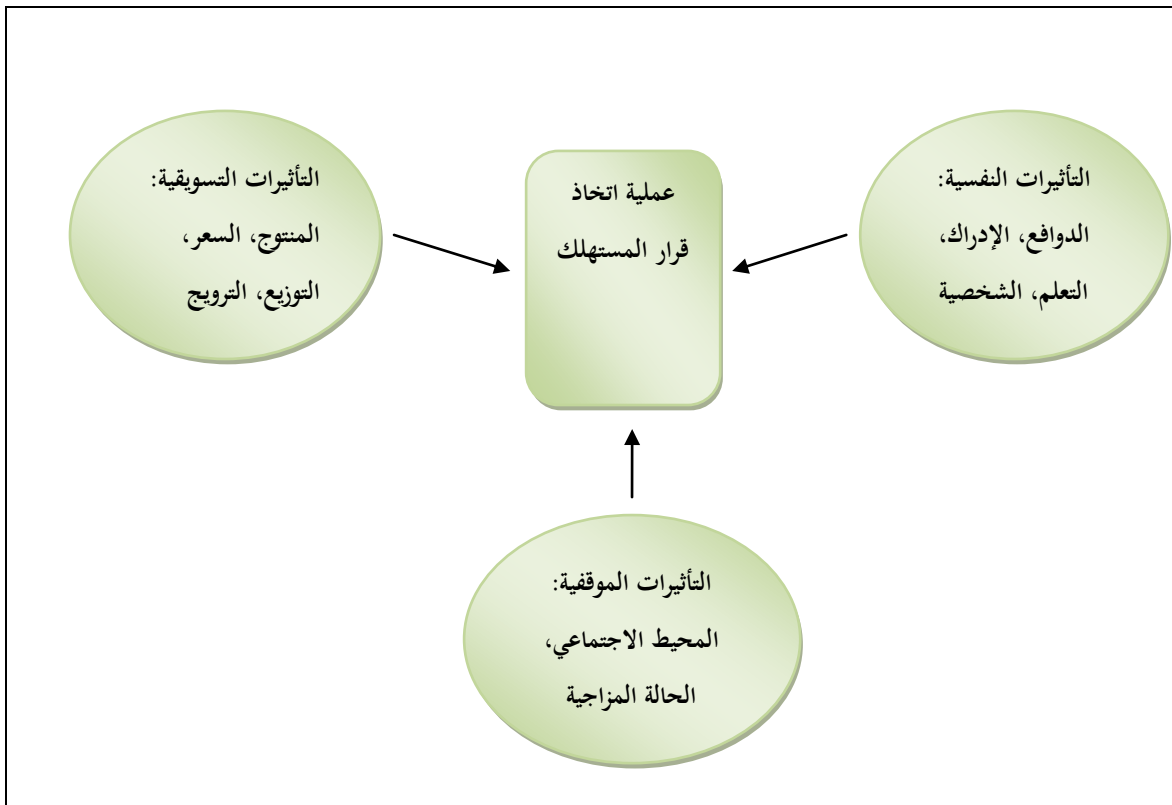 التأثيرات النفسية:
الدوافع، الإدراك،
التعلم، الشخصية
عملية اتخاذ
قرار المستهلك
التأثيرات التسويقية:
المنتوج، السعر،
التوزيع، الترويج
التأثيرات الموقفية:
المحيط الاجتماعي،
الحالة المزاجية